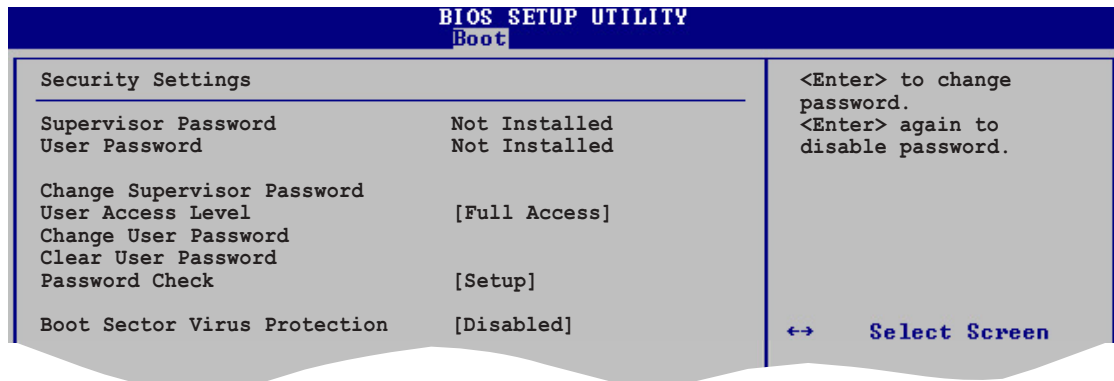 BIOS SETUP UTILITY
Boot
Security Settings
Supervisor Password Not Installed
User Password Not Installed
Change Supervisor Password
User Access Level [Full Access]
Change User Password
Clear User Password
Password Check [Setup]
Boot Sector Virus Protection [Disabled]
<Enter> to change
password.
<Enter> again to
disable password.
↔ Select Screen